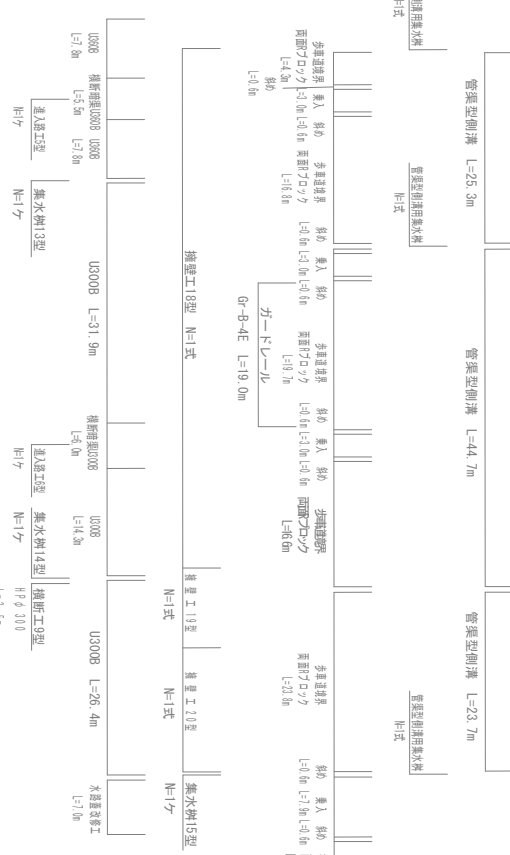 管渠型側溝 L=25.3m
管渠型側溝 L=44.7m
管渠型側溝 L=23.7m
側溝用集水桝
N=1式
管渠型側溝用集水桝
N=1式
管渠型側溝用集水桝
N=1式
歩車道境界
両面Rブロック
L=4.3m
斜め
L=0.6m
乗入
L=3.0m
斜め
L=0.6m
歩車道境界
両面Rブロック
L=16.8m
斜め
L=0.6m
乗入
L=3.0m
斜め
L=0.6m
歩車道境界
両面Rブロック
L=19.7m
斜め
L=0.6m
乗入
L=3.0m
斜め
L=0.6m
歩車道境界
両面Rブロック
L=16.6m
歩車道境界
両面Rブロック
L=23.8m
斜め
L=0.6m
乗入
L=7.9m
斜め
L=0.6m
ガードレール
Gr-B-4E L=19.0m
擁壁工18型 N=1式
擁壁工19型
N=1式
擁壁工20型
N=1式
集水桝15型
N=1ケ
U360B
L=7.8m
横断暗渠U360B
L=5.5m
U360B
L=7.8m
U300B L=31.9m
横断暗渠U300B
L=6.0m
U300B
L=14.3m
U300B L=26.4m
水路蓋改修工
L=7.0m
進入路工5型
N=1ケ
集水桝13型
N=1ケ
進入路工6型
N=1ケ
集水桝14型
N=1ケ
横断工9型
HPφ300